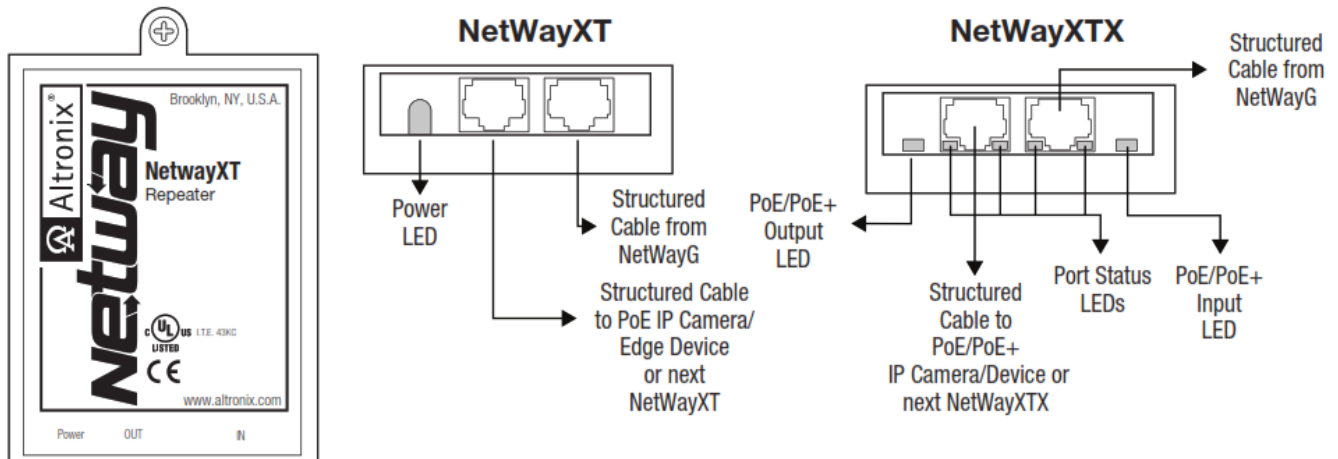 Altronix®
Netway
Brooklyn, NY, U.S.A.
NetwayXT
Repeater
C UL US I.T.E. 43KC
LISTED
CE
www.altronix.com
Power OUT IN
NetWayXT
Power
LED
Structured
Cable from
NetWayG
Structured Cable
to PoE IP Camera/
Edge Device
or next
NetWayXT
NetWayXTX
Structured
Cable from
NetWayG
PoE/PoE+
Output
LED
Structured
Cable to
PoE/PoE+
IP Camera/Device or
next NetWayXTX
Port Status
LEDs
PoE/PoE+
Input
LED